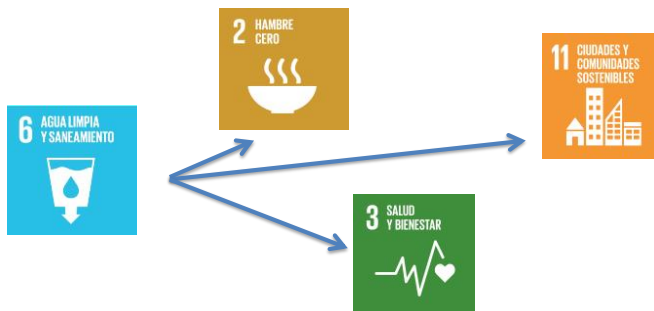 6 AGUA LIMPIA
Y SANEAMIENTO
2 HAMBRE
CERO
11 CIUDADES Y
COMUNIDADES
SOSTENIBLES
3 SALUD
Y BIENESTAR